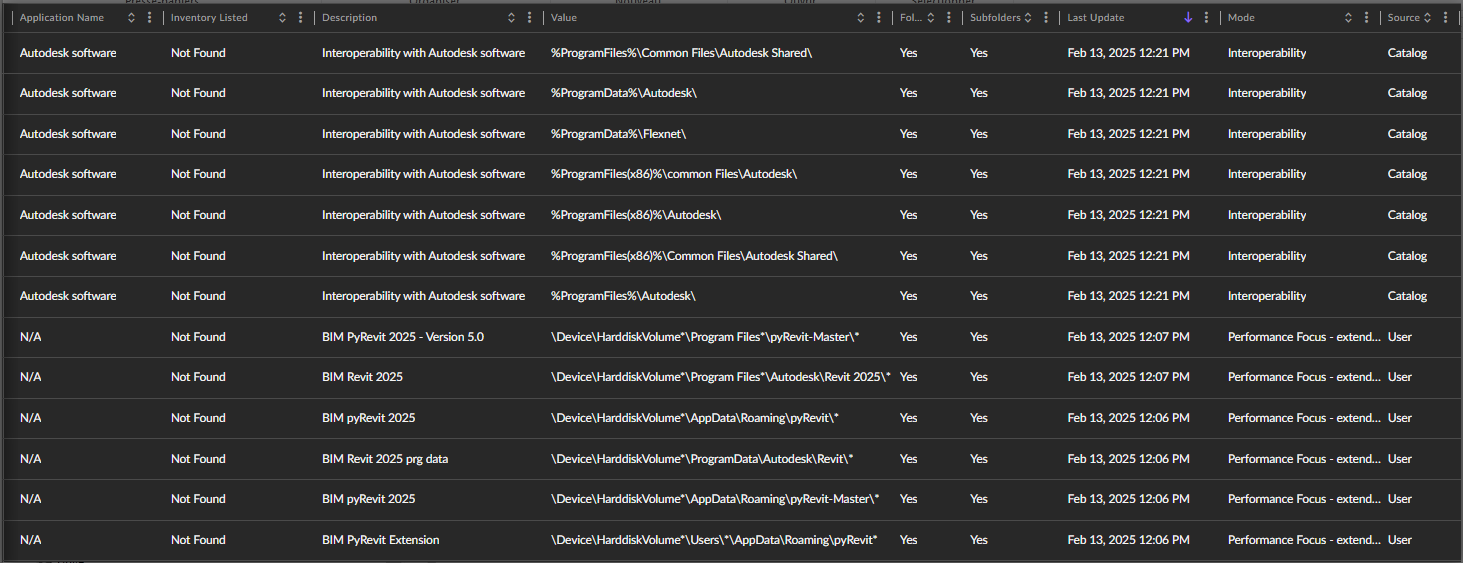 Application Name Inventory Listed Description Value Fol... Subfolders Last Update Mode Source
Autodesk software Not Found Interoperability with Autodesk software %ProgramFiles%\Common Files\Autodesk Shared\ Yes Yes Feb 13, 2025 12:21 PM Interoperability Catalog
Autodesk software Not Found Interoperability with Autodesk software %ProgramData%\Autodesk\ Yes Yes Feb 13, 2025 12:21 PM Interoperability Catalog
Autodesk software Not Found Interoperability with Autodesk software %ProgramData%\Flexnet\ Yes Yes Feb 13, 2025 12:21 PM Interoperability Catalog
Autodesk software Not Found Interoperability with Autodesk software %ProgramFiles(x86)%\common Files\Autodesk\ Yes Yes Feb 13, 2025 12:21 PM Interoperability Catalog
Autodesk software Not Found Interoperability with Autodesk software %ProgramFiles(x86)%\Autodesk\ Yes Yes Feb 13, 2025 12:21 PM Interoperability Catalog
Autodesk software Not Found Interoperability with Autodesk software %ProgramFiles(x86)%\Common Files\Autodesk Shared\ Yes Yes Feb 13, 2025 12:21 PM Interoperability Catalog
Autodesk software Not Found Interoperability with Autodesk software %ProgramFiles%\Autodesk\ Yes Yes Feb 13, 2025 12:21 PM Interoperability Catalog
N/A Not Found BIM PyRevit 2025 - Version 5.0 \Device\HarddiskVolume*\Program Files*\pyRevit-Master\* Yes Yes Feb 13, 2025 12:07 PM Performance Focus - extend... User
N/A Not Found BIM Revit 2025 \Device\HarddiskVolume*\Program Files*\Autodesk\Revit 2025\* Yes Yes Feb 13, 2025 12:07 PM Performance Focus - extend... User
N/A Not Found BIM pyRevit 2025 \Device\HarddiskVolume*\AppData\Roaming\pyRevit\* Yes Yes Feb 13, 2025 12:06 PM Performance Focus - extend... User
N/A Not Found BIM Revit 2025 prg data \Device\HarddiskVolume*\ProgramData\Autodesk\Revit\* Yes Yes Feb 13, 2025 12:06 PM Performance Focus - extend... User
N/A Not Found BIM pyRevit 2025 \Device\HarddiskVolume*\AppData\Roaming\pyRevit-Master\* Yes Yes Feb 13, 2025 12:06 PM Performance Focus - extend... User
N/A Not Found BIM PyRevit Extension \Device\HarddiskVolume*\Users\*\AppData\Roaming\pyRevit* Yes Yes Feb 13, 2025 12:06 PM Performance Focus - extend... User